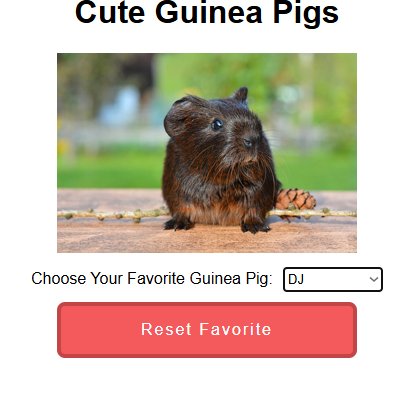 Cute Guinea Pigs
Choose Your Favorite Guinea Pig: DJ
Reset Favorite